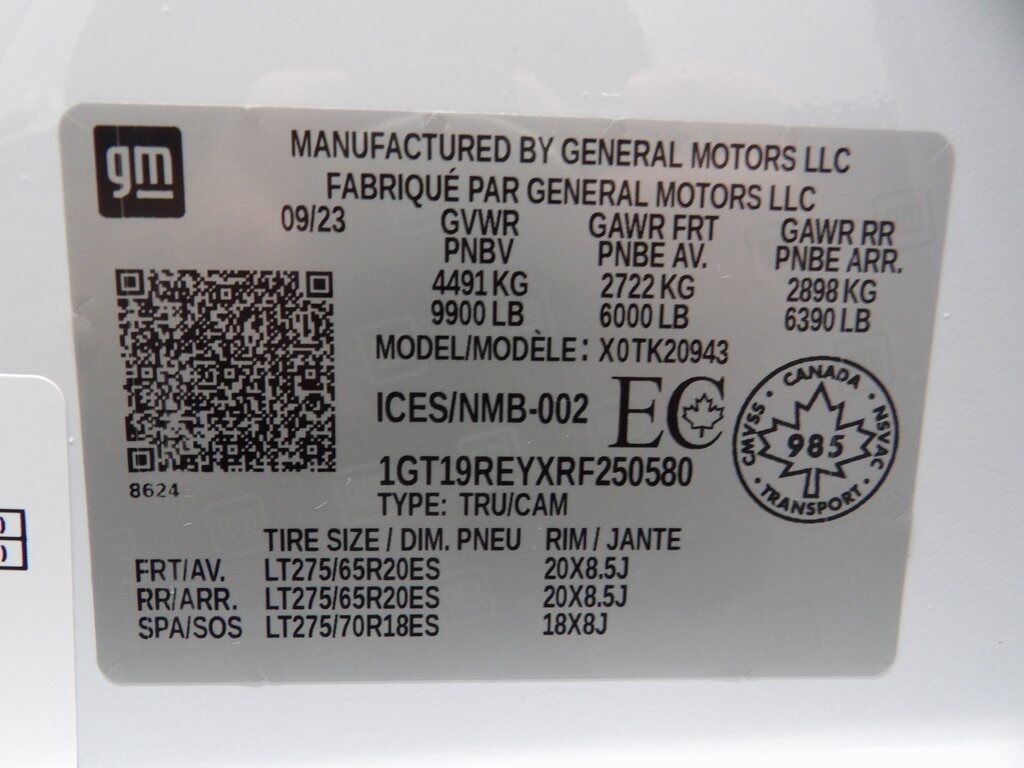 gm
MANUFACTURED BY GENERAL MOTORS LLC
FABRIQUÉ PAR GENERAL MOTORS LLC
09/23 GVWR GAWR FRT GAWR RR
PNBV PNBE AV. PNBE ARR.
4491 KG 2722 KG 2898 KG
9900 LB 6000 LB 6390 LB
MODEL/MODÈLE: X0TK20943
ICES/NMB-002 EC
CANADA
CMVSS 985 NSVAC
TRANSPORT
1GT19REYXRF250580
8624
TYPE: TRU/CAM
TIRE SIZE / DIM. PNEU RIM / JANTE
FRT/AV. LT275/65R20ES 20X8.5J
RR/ARR. LT275/65R20ES 20X8.5J
SPA/SOS LT275/70R18ES 18X8J